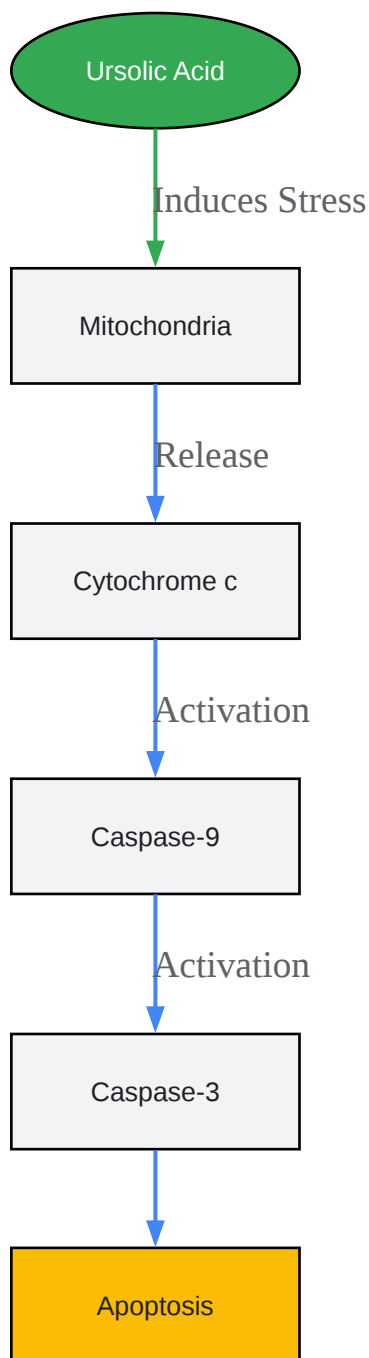 Ursolic Acid
Induces Stress
Mitochondria
Release
Cytochrome c
Activation
Caspase-9
Activation
Caspase-3
Apoptosis